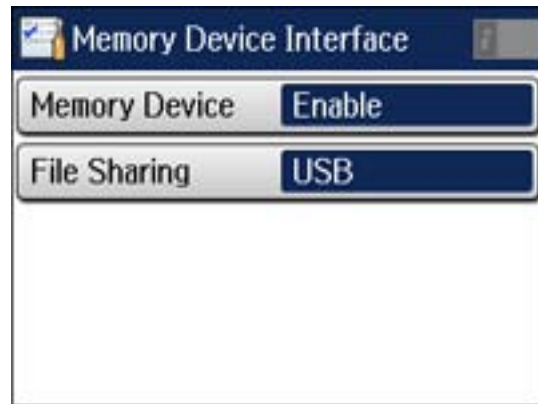 Memory Device Interface
Memory Device Enable
File Sharing USB